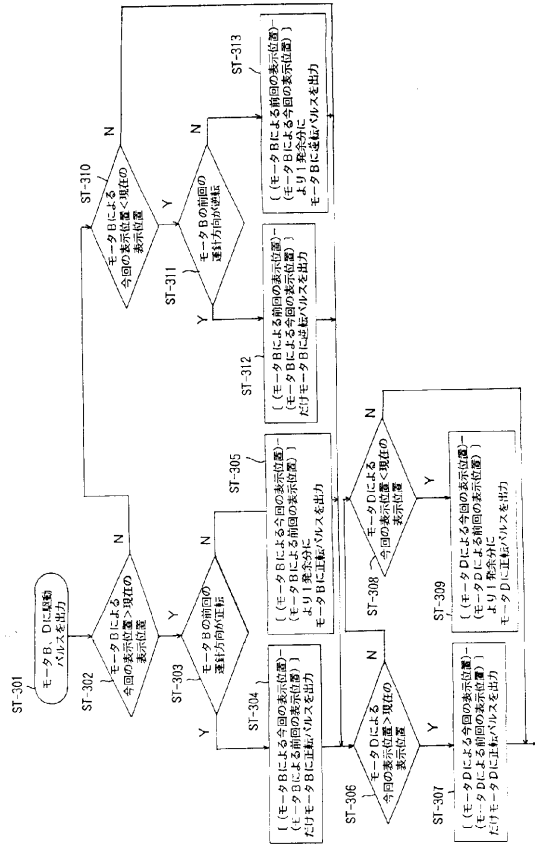 ST-301
モータB、Dに駆動
パルスを出力
ST-302
モータBによる
今回の表示位置>現在の
表示位置
N
Y
ST-303
モータBの前回の
運針方向が正転
Y
N
ST-304
[ (モータBによる今回の表示位置)-
(モータBによる前回の表示位置) ]
だけモータBに正転パルスを出力
ST-305
[ (モータBによる今回の表示位置)-
(モータBによる前回の表示位置) ]
より1発余分に
モータBに正転パルスを出力
ST-310
モータBによる
今回の表示位置<現在の
表示位置
N
Y
ST-311
モータBの前回の
運針方向が逆転
Y
N
ST-312
[ (モータBによる前回の表示位置)-
(モータBによる今回の表示位置) ]
だけモータBに逆転パルスを出力
ST-313
[ (モータBによる前回の表示位置)-
(モータBによる今回の表示位置) ]
より1発余分に
モータBに逆転パルスを出力
ST-306
モータDによる
今回の表示位置>現在の
表示位置
N
Y
ST-307
[ (モータDによる今回の表示位置)-
(モータDによる前回の表示位置) ]
だけモータDに正転パルスを出力
ST-308
モータDによる
今回の表示位置<現在の
表示位置
N
Y
ST-309
[ (モータDによる今回の表示位置)-
(モータDによる前回の表示位置) ]
より1発余分に
モータDに正転パルスを出力